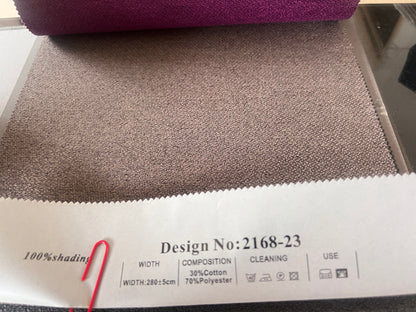 Design No:2168-23
100%shading
WIDTH COMPOSITION CLEANING USE
WIDTH:280±5cm 30%Cotton
70%Polyester